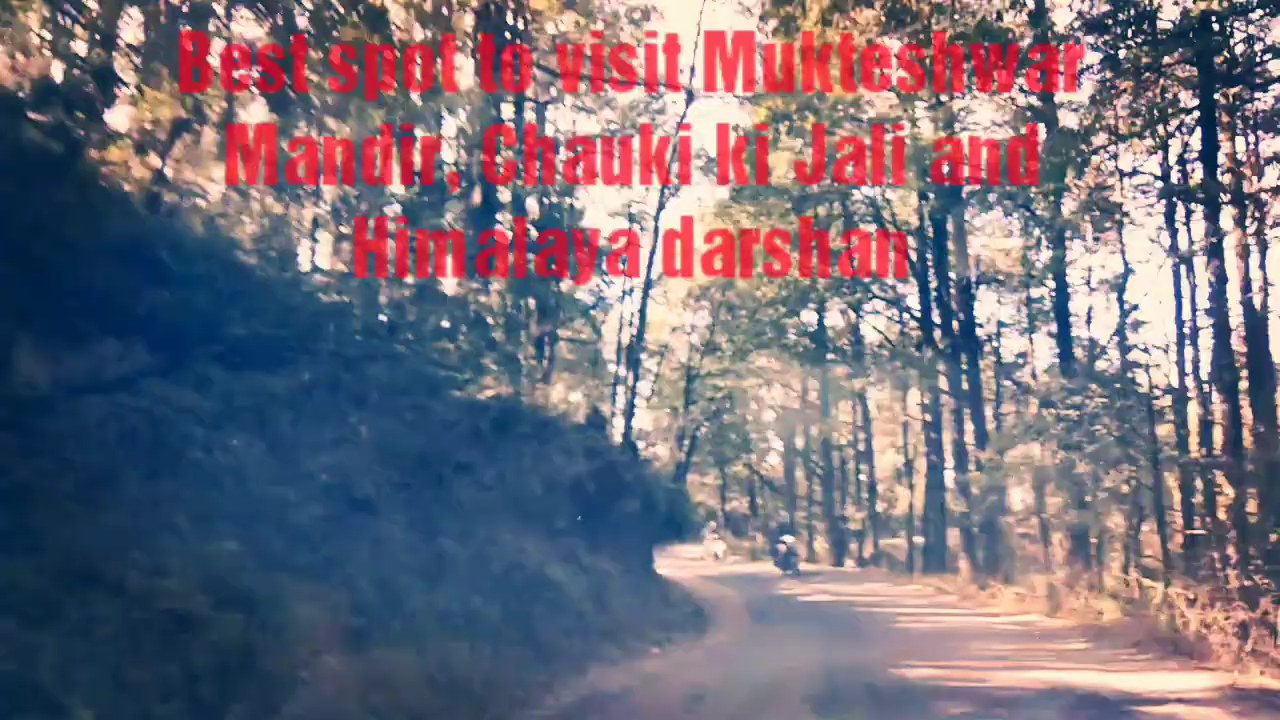 Best spot to visit Mukteshwar
Mandir, Chauki ki Jali and
Himalaya darshan